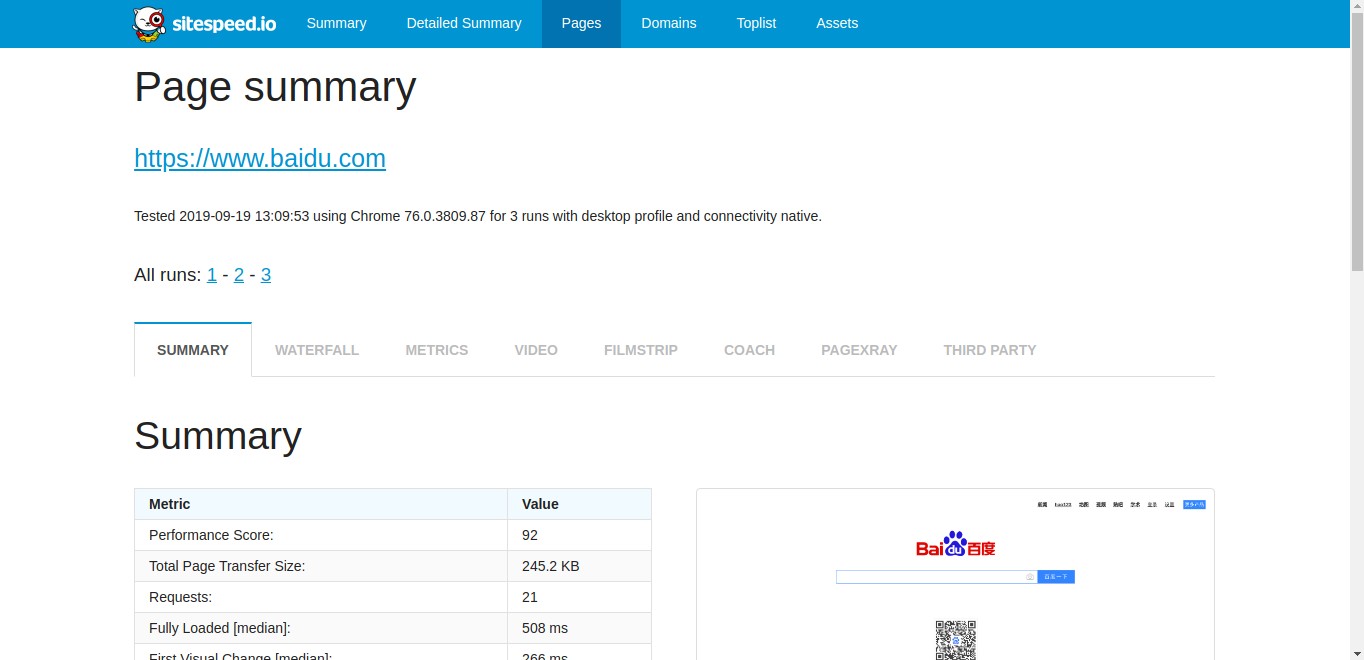 sitespeed.io Summary Detailed Summary Pages Domains Toplist Assets
Page summary
https://www.baidu.com
Tested 2019-09-19 13:09:53 using Chrome 76.0.3809.87 for 3 runs with desktop profile and connectivity native.
All runs: 1 - 2 - 3
SUMMARY WATERFALL METRICS VIDEO FILMSTRIP COACH PAGEXRAY THIRD PARTY
Summary
Metric Value
Performance Score: 92
Total Page Transfer Size: 245.2 KB
Requests: 21
Fully Loaded [median]: 508 ms
First Visual Change [median]: 266 ms
新闻 hao123 地图 视频 贴吧 学术 登录 设置 更多产品
Bai du 百度
百度一下